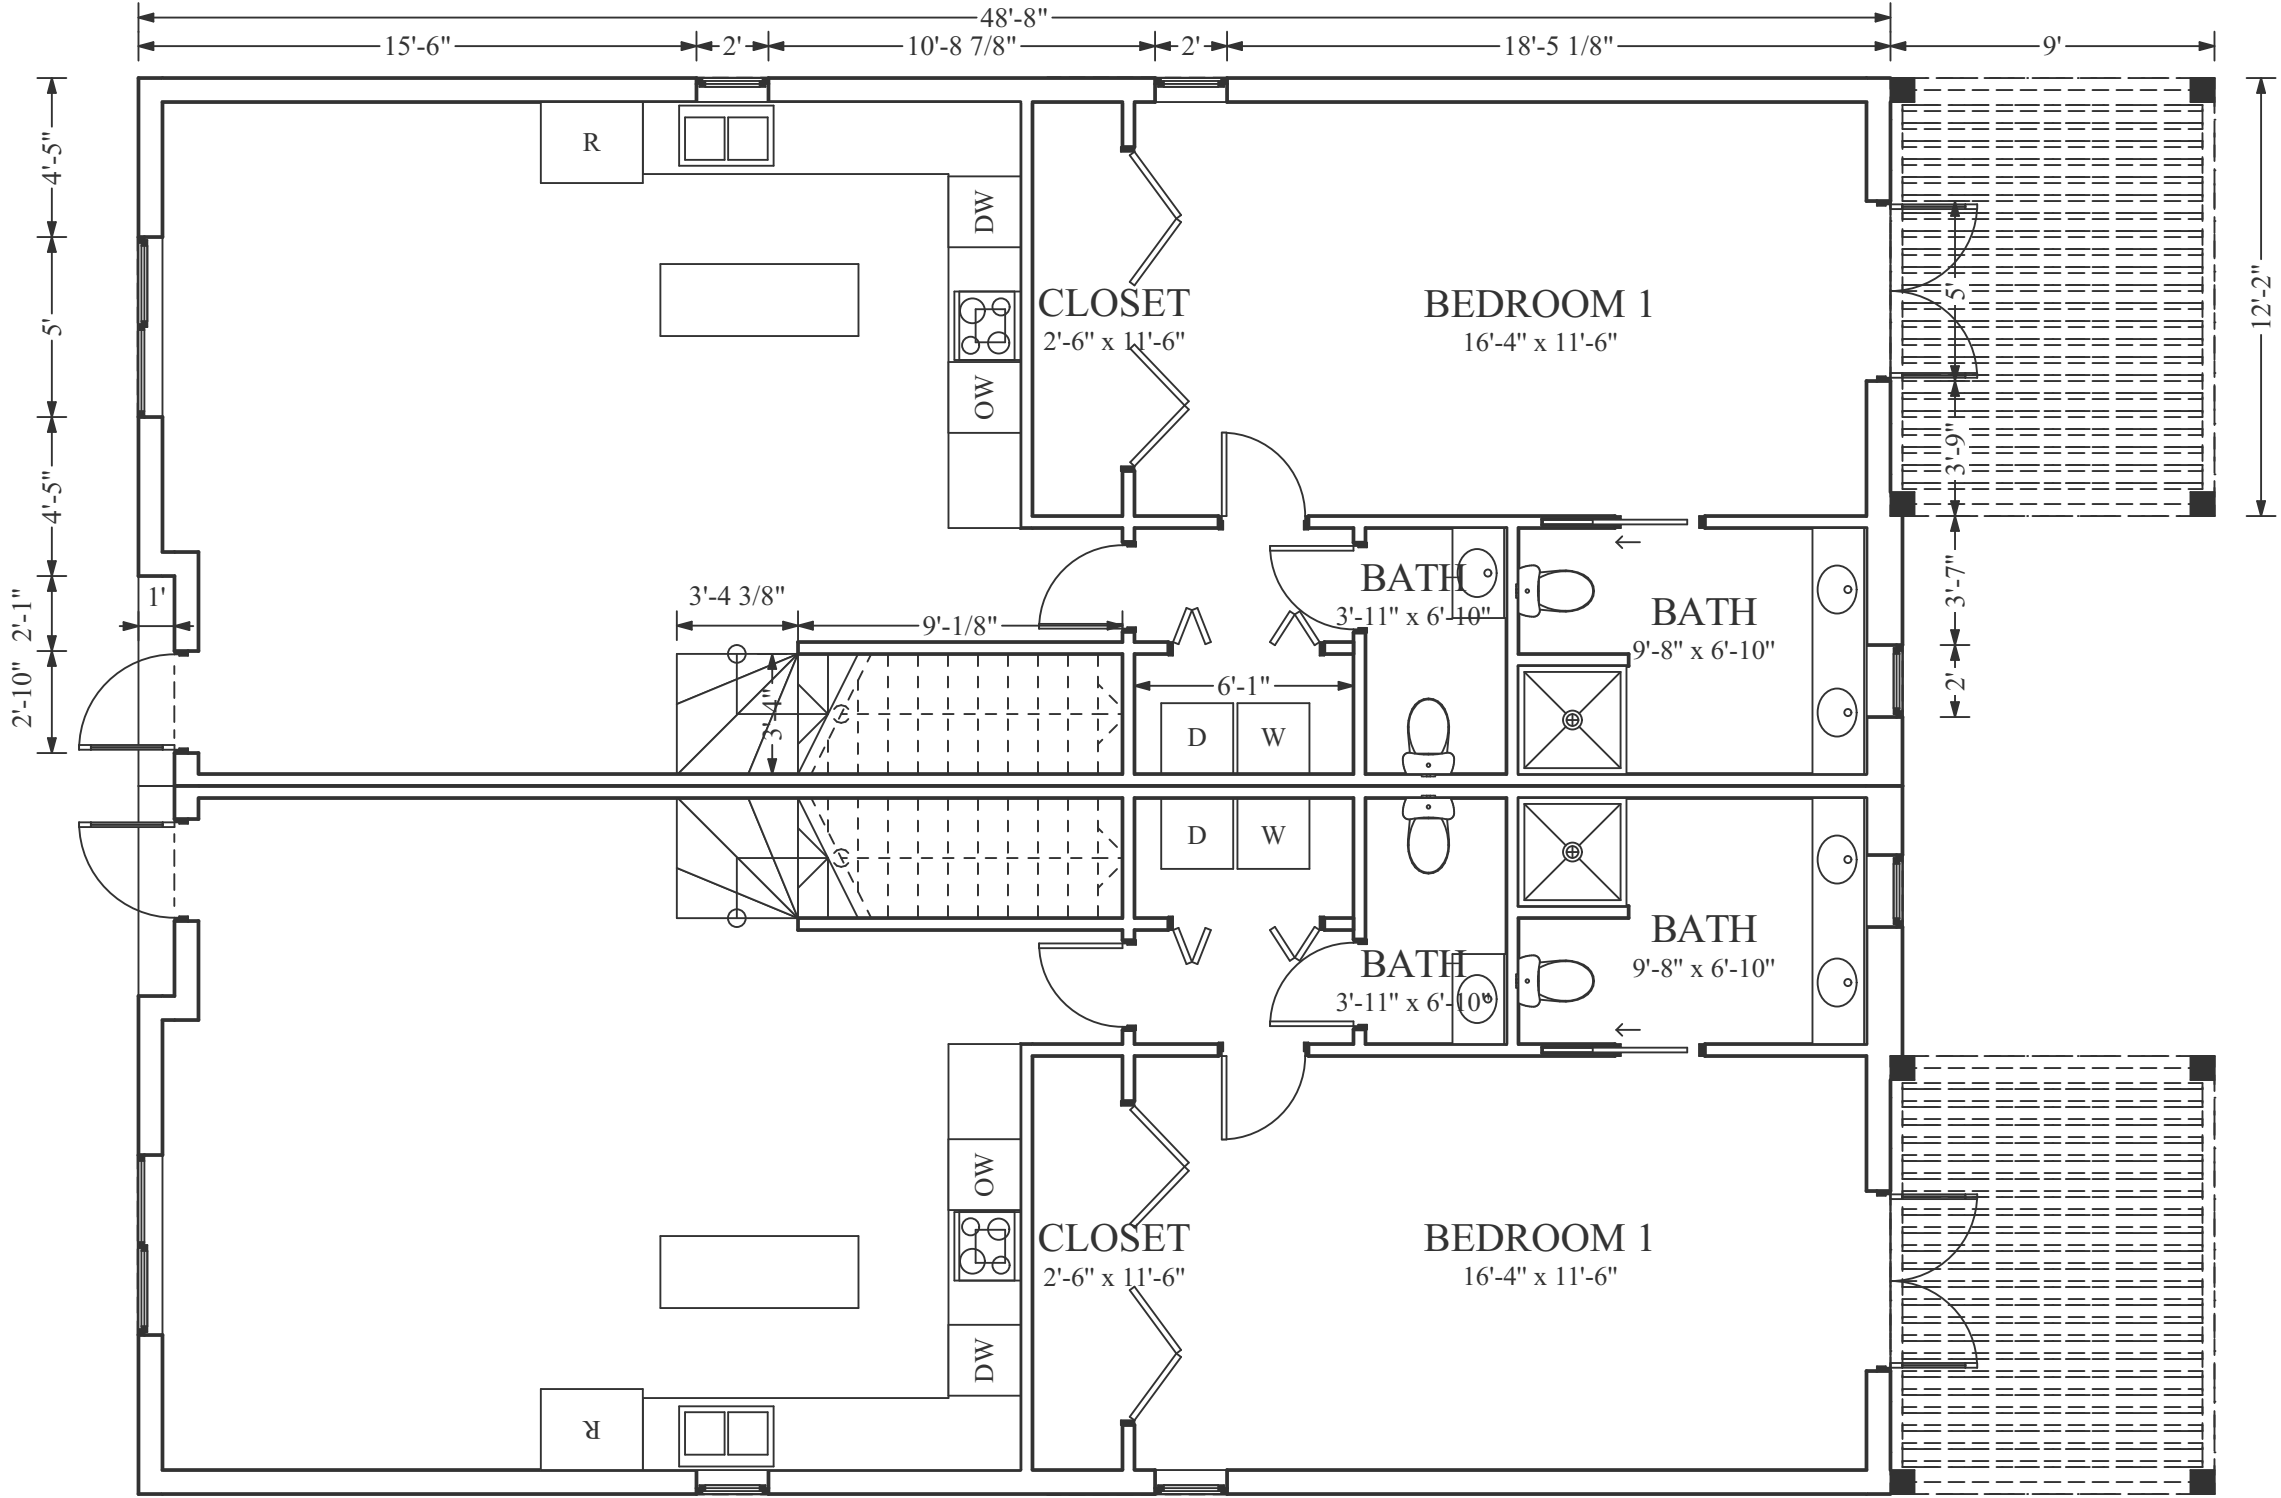 48'-8"
15'-6" 2' 10'-8 7/8" 2' 18'-5 1/8" 9'
4'-5"
5'
4'-5"
2'-1"
2'-10"
1'
R
DW
OW
CLOSET
2'-6" x 11'-6"
BEDROOM 1
16'-4" x 11'-6"
5'
3'-9"
12'-2"
3'-7"
2'
3'-4 3/8"
9'-1/8"
3'-4"
6'-1"
BATH
3'-11" x 6'-10"
BATH
9'-8" x 6'-10"
D W
D W
BATH
3'-11" x 6'-10"
BATH
9'-8" x 6'-10"
OW
DW
CLOSET
2'-6" x 11'-6"
BEDROOM 1
16'-4" x 11'-6"
R